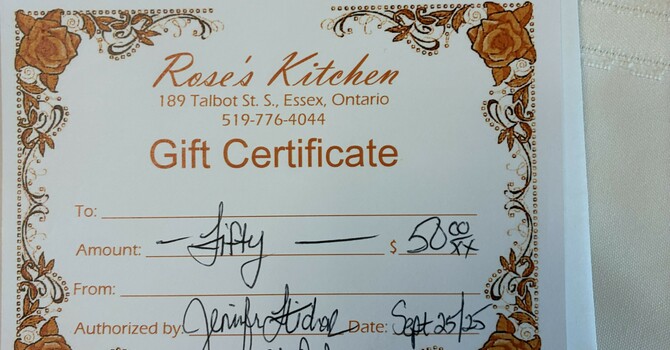 Rose's Kitchen
189 Talbot St. S., Essex, Ontario
519-776-4044
Gift Certificate
To:
Amount: — Fifty — $ 50 00/xx
From:
Authorized by: Jennifer Date: Sept 25/25